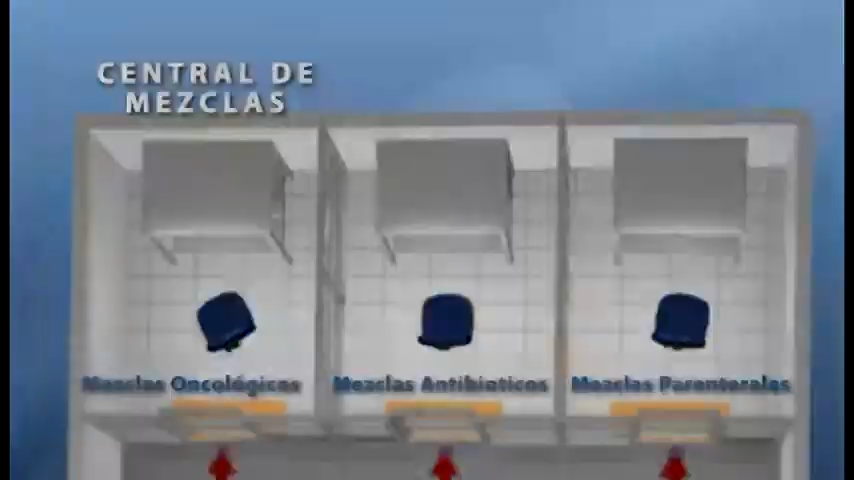 CENTRAL DE
MEZCLAS
Mezclas Oncológicas
Mezclas Antibioticos
Mezclas Parenterales